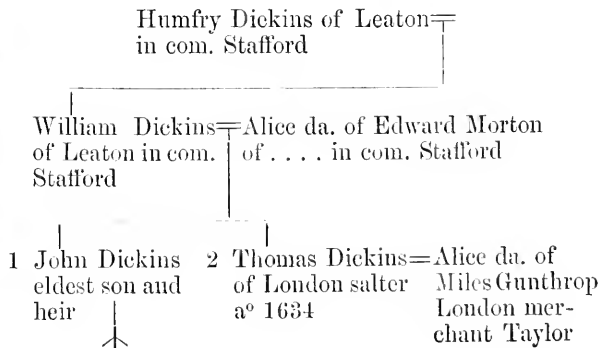 Humfry Dickins of Leaton=
in com. Stafford
William Dickins=Alice da. of Edward Morton
of Leaton in com. of . . . . in com. Stafford
Stafford
1 John Dickins 2 Thomas Dickins=Alice da. of
eldest son and of London salter Miles Gunthrop
heir aº 1634 London mer-
chant Taylor